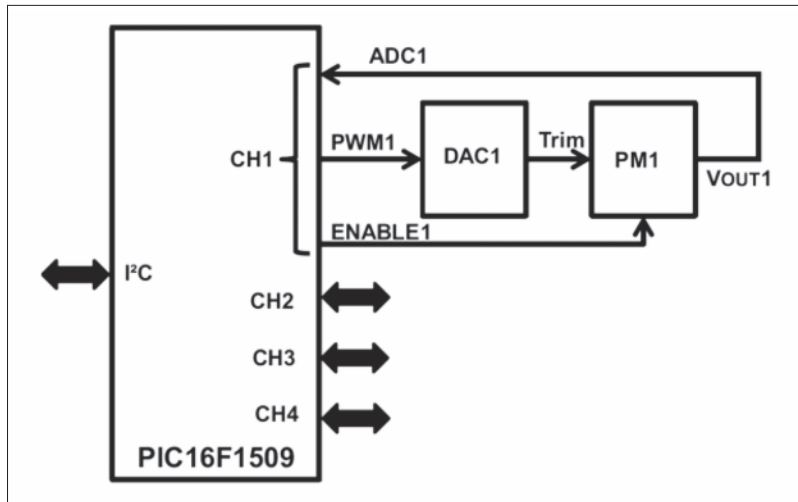 ADC1
PWM1
CH1
DAC1
Trim
PM1
VOUT1
ENABLE1
I²C
CH2
CH3
CH4
PIC16F1509